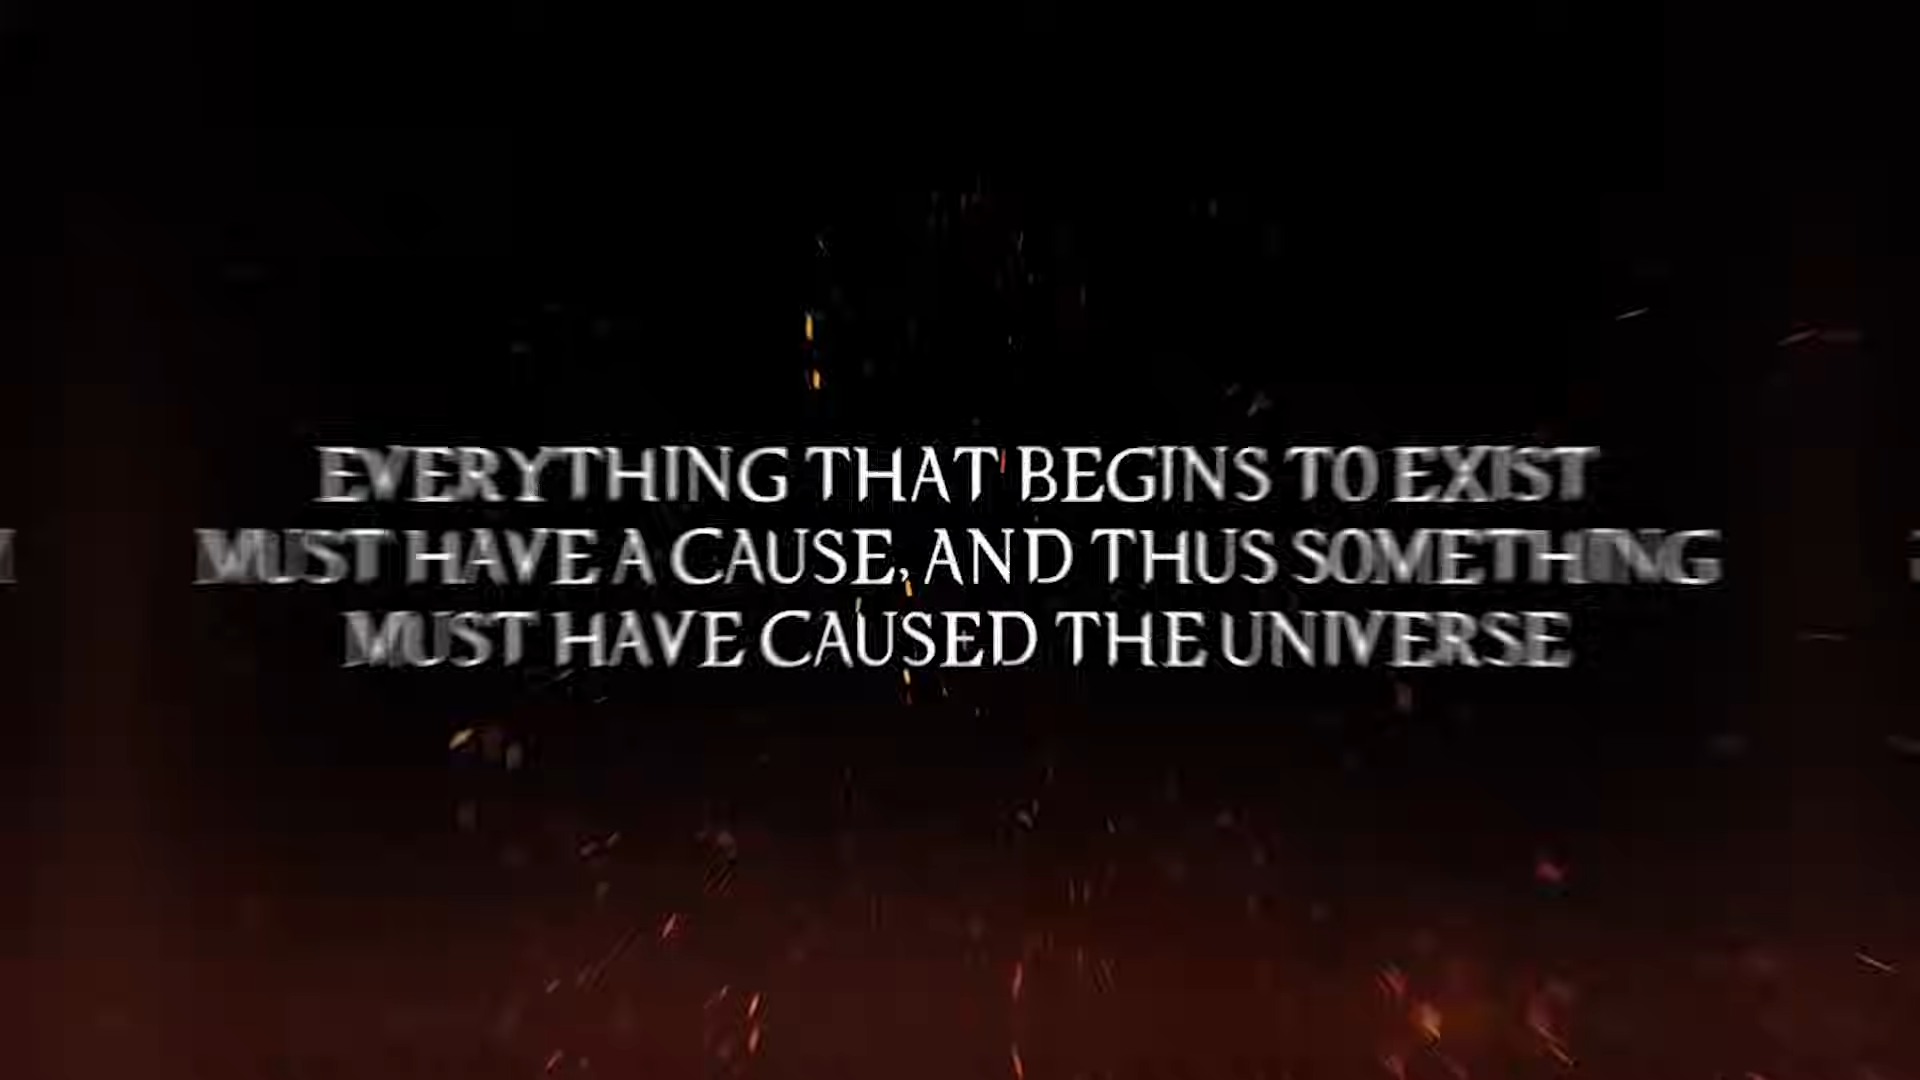 EVERYTHING THAT BEGINS TO EXIST
MUST HAVE A CAUSE, AND THUS SOMETHING
MUST HAVE CAUSED THE UNIVERSE